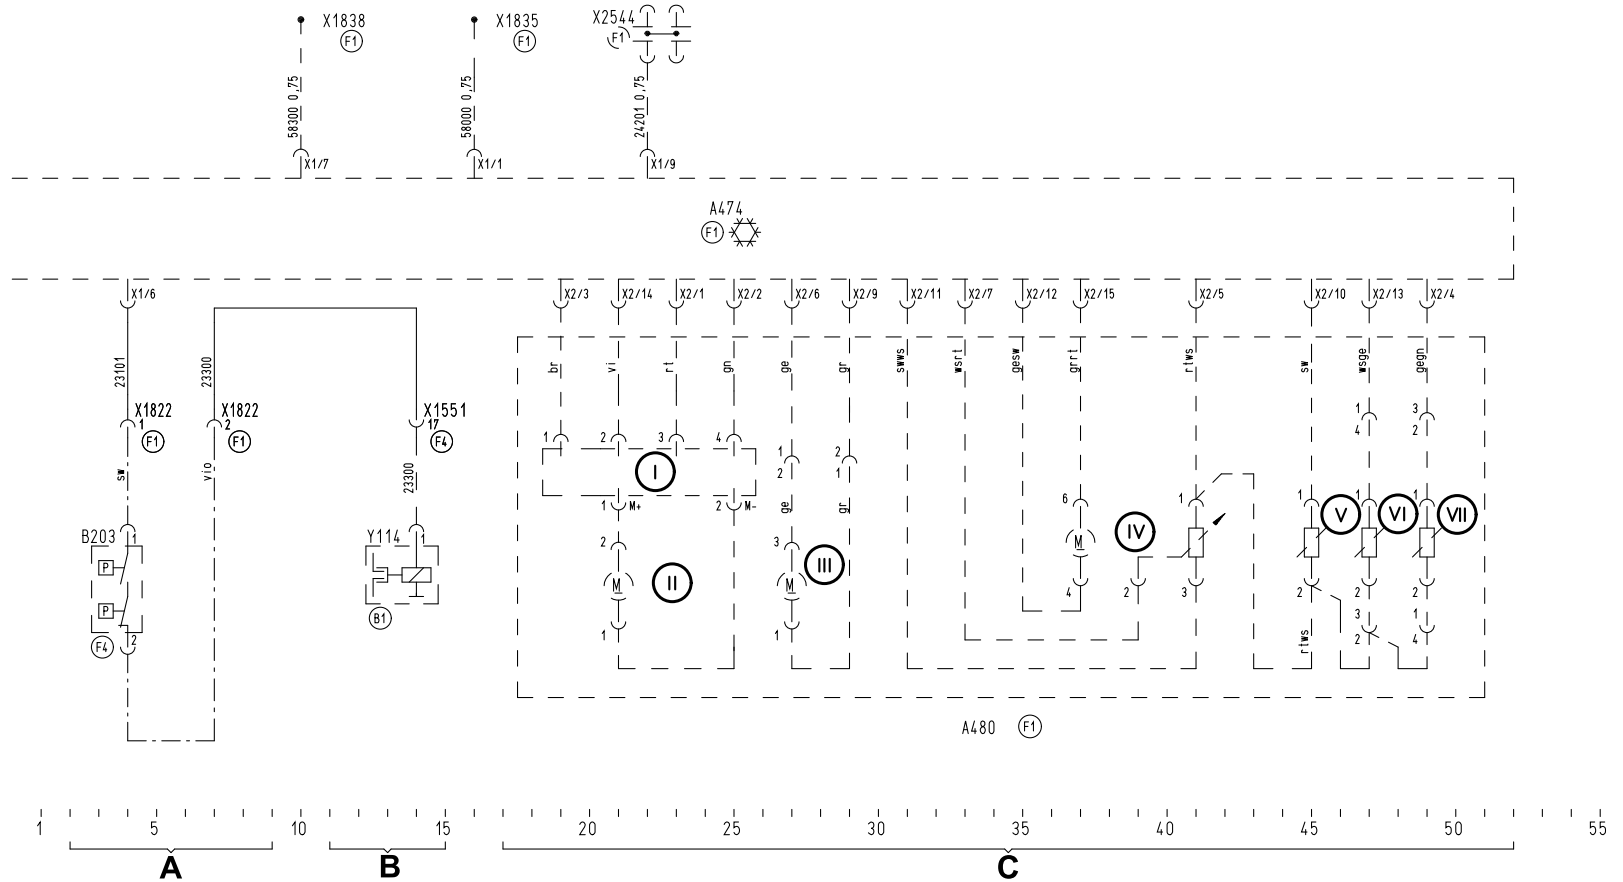 X1838
F1
X1835
F1
X2544
F1
58300 0,75
58000 0,75
24201 0,75
X1/7
X1/1
X1/9
A474
F1
X1/6
X2/3
X2/14
X2/1
X2/2
X2/6
X2/9
X2/11
X2/7
X2/12
X2/15
X2/5
X2/10
X2/13
X2/4
23101
23300
br
vi
rt
gn
ge
gr
swws
wsrt
gesw
grrt
rtws
sw
wsge
gegn
X1822
1
F1
X1822
2
F1
X1551
17
F4
1
4
3
2
1
2
3
4
1
2
2
1
sw
vio
23300
I
1
M+
2
M-
ge
gr
6
1
1
1
1
V
VI
VII
B203
1
P
P
2
F4
Y114
1
B1
2
M
1
II
3
M
1
III
M
4
IV
2
3
2
2
2
rtws
3
2
1
4
A480
F1
1
5
10
15
20
25
30
35
40
45
50
55
A
B
C